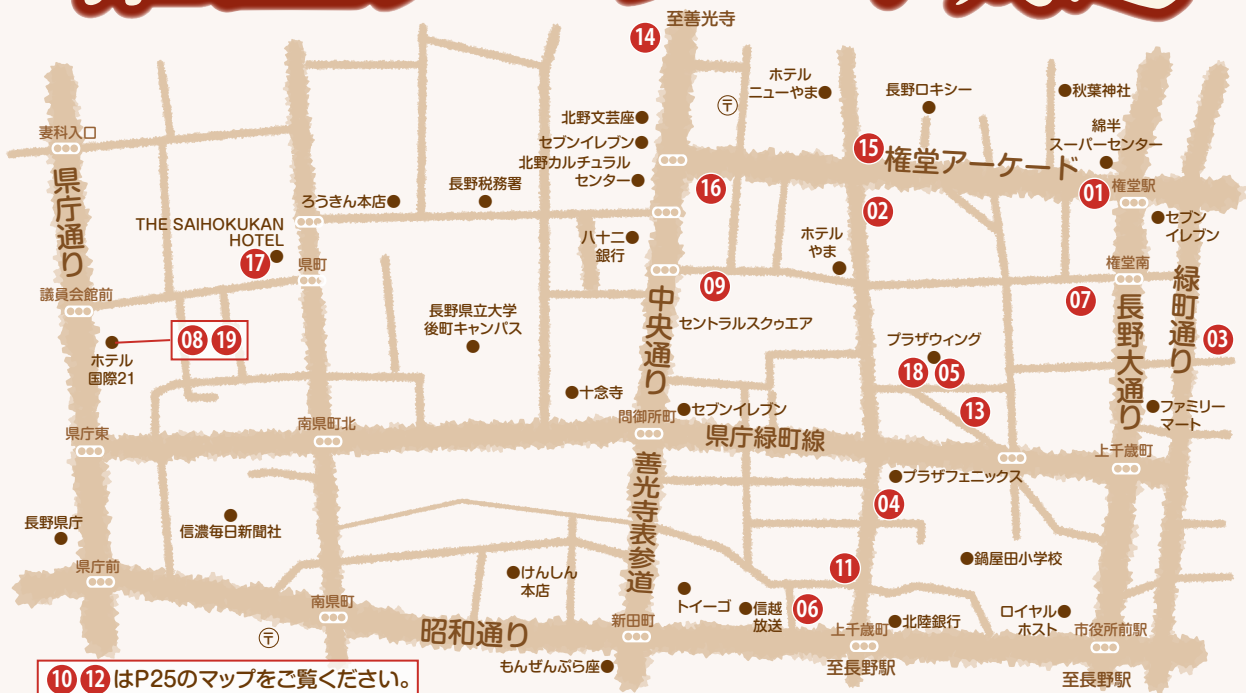 至善光寺
14
ホテル
ニューやま
長野ロキシー
秋葉神社
北野文芸座
〒
綿半
スーパーセンター
妻科入口
セブンイレブン
15
権堂アーケード
北野カルチュラル
センター
長野税務署
16
01
権堂駅
県庁通り
ろうきん本店
02
セブン
イレブン
THE SAIHOKUKAN
HOTEL
17
県町
八十二
銀行
ホテル
やま
権堂南
議員会館前
09
07
長野大通り
緑町通り
中央通り
長野県立大学
後町キャンパス
セントラルスクゥエア
03
08 19
ホテル
国際21
プラザウィング
18
05
十念寺
セブンイレブン
13
ファミリー
マート
県庁東
南県町北
問御所町
県庁緑町線
上千歳町
善光寺表参道
プラザフェニックス
04
長野県庁
信濃毎日新聞社
県庁前
けんしん
本店
11
鍋屋田小学校
南県町
トイーゴ
信越
放送
06
ロイヤル
ホスト
〒
昭和通り
新田町
上千歳町
北陸銀行
市役所前駅
もんぜんぷら座
至長野駅
至長野駅
10 12 はP25のマップをご覧ください。